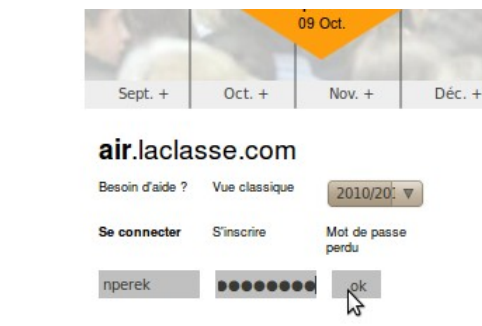 09 Oct.
Sept. + Oct. + Nov. + Déc. +
air.laclasse.com
Besoin d'aide ? Vue classique 2010/20
Se connecter S'inscrire Mot de passe
perdu
nperek ●●●●●●●● ok